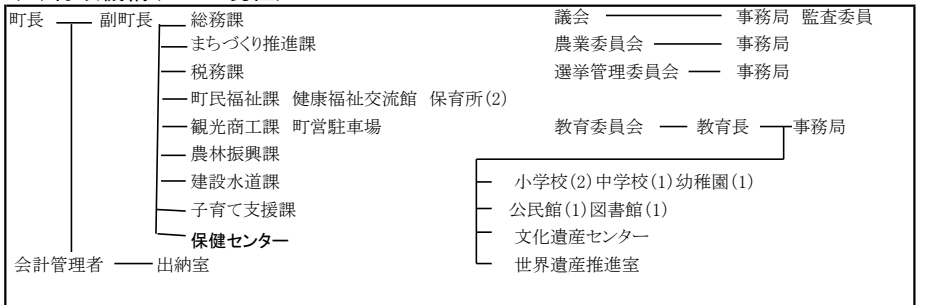 町長 副町長 総務課
まちづくり推進課
税務課
町民福祉課 健康福祉交流館 保育所(2)
観光商工課 町営駐車場
農林振興課
建設水道課
子育て支援課
保健センター
会計管理者 出納室
議会 事務局 監査委員
農業委員会 事務局
選挙管理委員会 事務局
教育委員会 教育長 事務局
小学校(2)中学校(1)幼稚園(1)
公民館(1)図書館(1)
文化遺産センター
世界遺産推進室